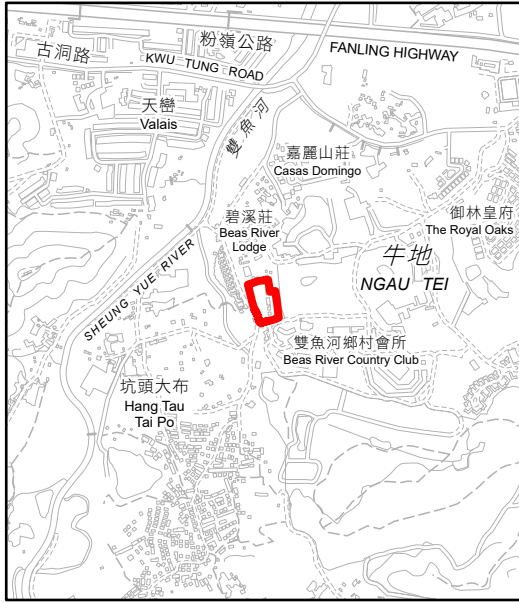 粉嶺公路
FANLING HIGHWAY
古洞路
KWU TUNG ROAD
天巒
Valais
雙魚河
嘉麗山莊
Casas Domingo
碧溪莊
Beas River
Lodge
御林皇府
The Royal Oaks
牛地
NGAU TEI
SHEUNG YUE RIVER
雙魚河鄉村會所
Beas River Country Club
坑頭大布
Hang Tau
Tai Po